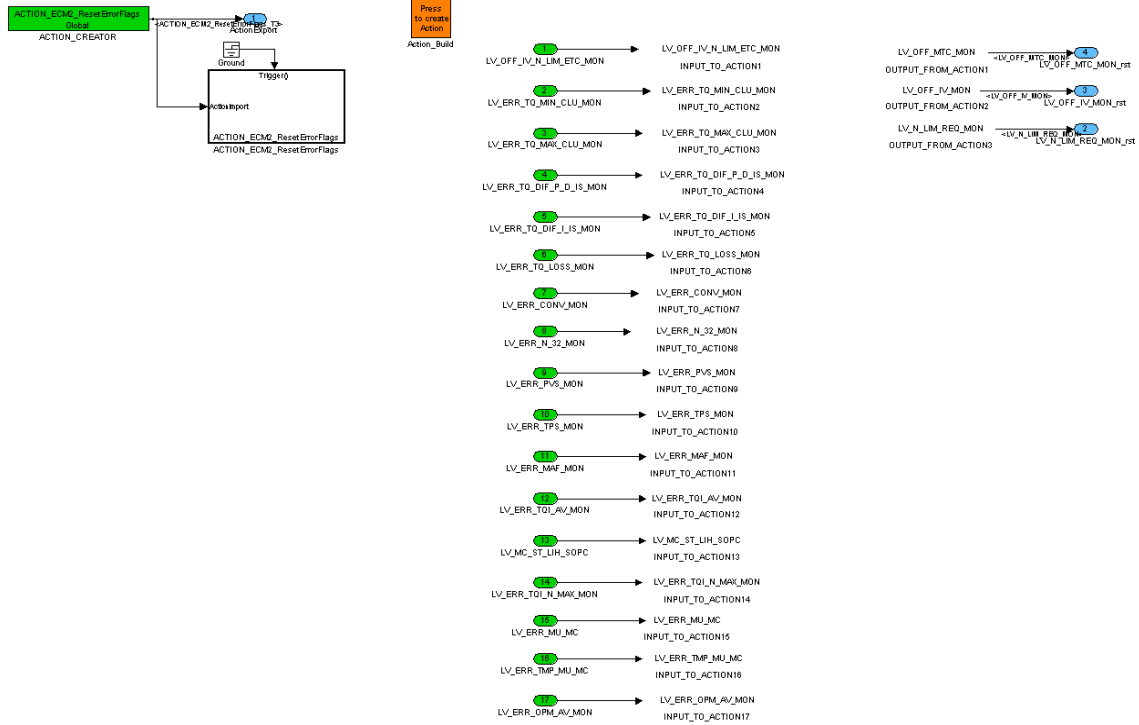 ACTION_ECM2_ResetErrorFlags
Global
ACTION_CREATOR
<ACTION_ECM2_ResetErrorFlags_T3>
1
ActionExport
Ground
Trigger()
ActionImport
ACTION_ECM2_ResetErrorFlags
ACTION_ECM2_ResetErrorFlags
Press
to create
Action
Action_Build
1
LV_OFF_IV_N_LIM_ETC_MON
LV_OFF_IV_N_LIM_ETC_MON
INPUT_TO_ACTION1
2
LV_ERR_TQ_MIN_CLU_MON
LV_ERR_TQ_MIN_CLU_MON
INPUT_TO_ACTION2
3
LV_ERR_TQ_MAX_CLU_MON
LV_ERR_TQ_MAX_CLU_MON
INPUT_TO_ACTION3
4
LV_ERR_TQ_DIF_P_D_IS_MON
LV_ERR_TQ_DIF_P_D_IS_MON
INPUT_TO_ACTION4
5
LV_ERR_TQ_DIF_I_IS_MON
LV_ERR_TQ_DIF_I_IS_MON
INPUT_TO_ACTION5
6
LV_ERR_TQ_LOSS_MON
LV_ERR_TQ_LOSS_MON
INPUT_TO_ACTION6
7
LV_ERR_CONV_MON
LV_ERR_CONV_MON
INPUT_TO_ACTION7
8
LV_ERR_N_32_MON
LV_ERR_N_32_MON
INPUT_TO_ACTION8
9
LV_ERR_PVS_MON
LV_ERR_PVS_MON
INPUT_TO_ACTION9
10
LV_ERR_TPS_MON
LV_ERR_TPS_MON
INPUT_TO_ACTION10
11
LV_ERR_MAF_MON
LV_ERR_MAF_MON
INPUT_TO_ACTION11
12
LV_ERR_TQI_AV_MON
LV_ERR_TQI_AV_MON
INPUT_TO_ACTION12
13
LV_MC_ST_LIH_SOPC
LV_MC_ST_LIH_SOPC
INPUT_TO_ACTION13
14
LV_ERR_TQI_N_MAX_MON
LV_ERR_TQI_N_MAX_MON
INPUT_TO_ACTION14
15
LV_ERR_MU_MC
LV_ERR_MU_MC
INPUT_TO_ACTION15
16
LV_ERR_TMP_MU_MC
LV_ERR_TMP_MU_MC
INPUT_TO_ACTION16
17
LV_ERR_OPM_AV_MON
LV_ERR_OPM_AV_MON
INPUT_TO_ACTION17
LV_OFF_MTC_MON
OUTPUT_FROM_ACTION1
<LV_OFF_MTC_MON>
4
LV_OFF_MTC_MON_rst
LV_OFF_IV_MON
OUTPUT_FROM_ACTION2
<LV_OFF_IV_MON>
3
LV_OFF_IV_MON_rst
LV_N_LIM_REQ_MON
OUTPUT_FROM_ACTION3
<LV_N_LIM_REQ_MON>
2
LV_N_LIM_REQ_MON_rst